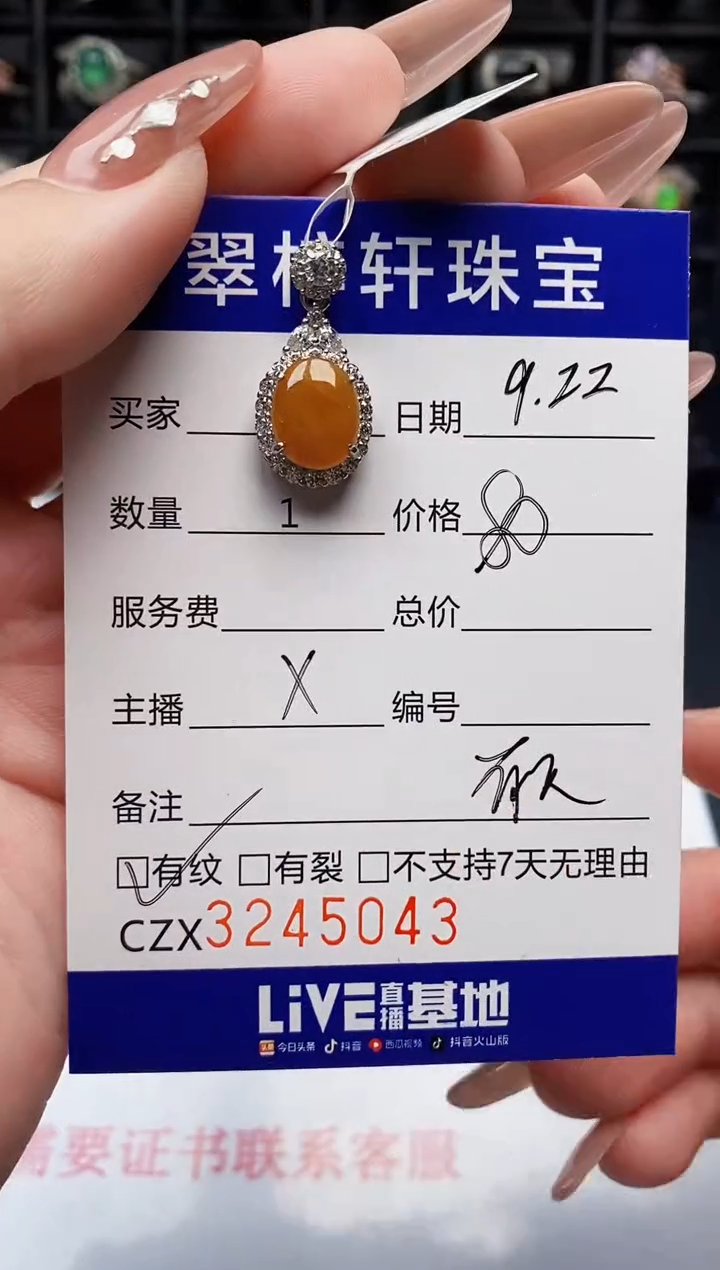 翠 轩珠宝
买家 日期 9.22
数量 1 价格
服务费 总价
主播 X 编号
备注
☑有纹 □有裂 □不支持7天无理由
CZX3245043
LiVE直播基地
头条 今日头条 抖音 西瓜视频 抖音火山版
需要证书联系客服